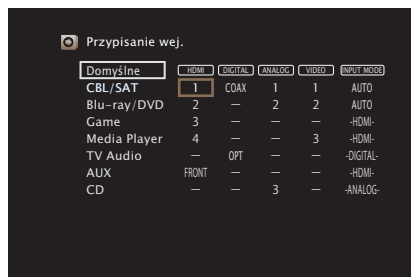 Przypisanie wej.
Domyślne HDMI DIGITAL ANALOG VIDEO INPUT MODE
CBL/SAT 1 COAX 1 1 AUTO
Blu-ray/DVD 2 — 2 2 AUTO
Game 3 — — — -HDMI-
Media Player 4 — — 3 -HDMI-
TV Audio — OPT — — -DIGITAL-
AUX FRONT — — — -HDMI-
CD — — 3 — -ANALOG-